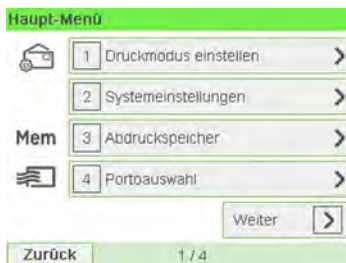 Haupt-Menü
1 Druckmodus einstellen
2 Systemeinstellungen
Mem 3 Abdruckspeicher
4 Portoauswahl
Weiter
Zurück 1 / 4